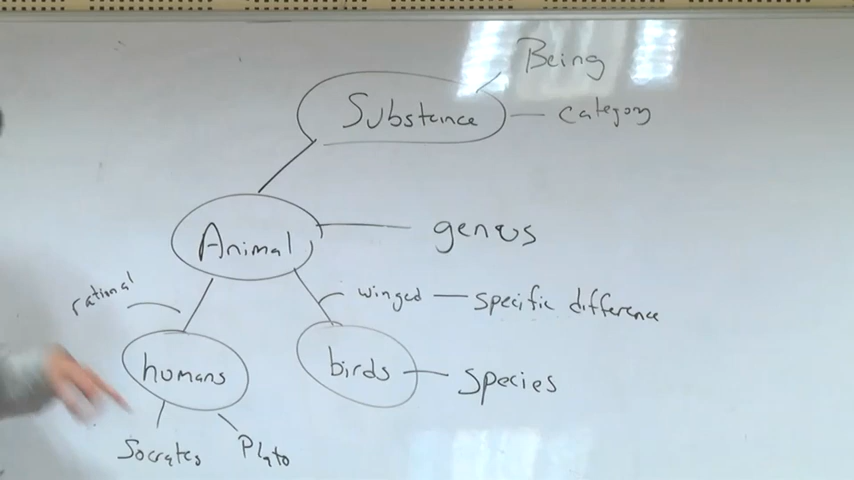 Being
Substance
category
Animal
genus
rational
winged
specific difference
humans
birds
species
Socrates
Plato